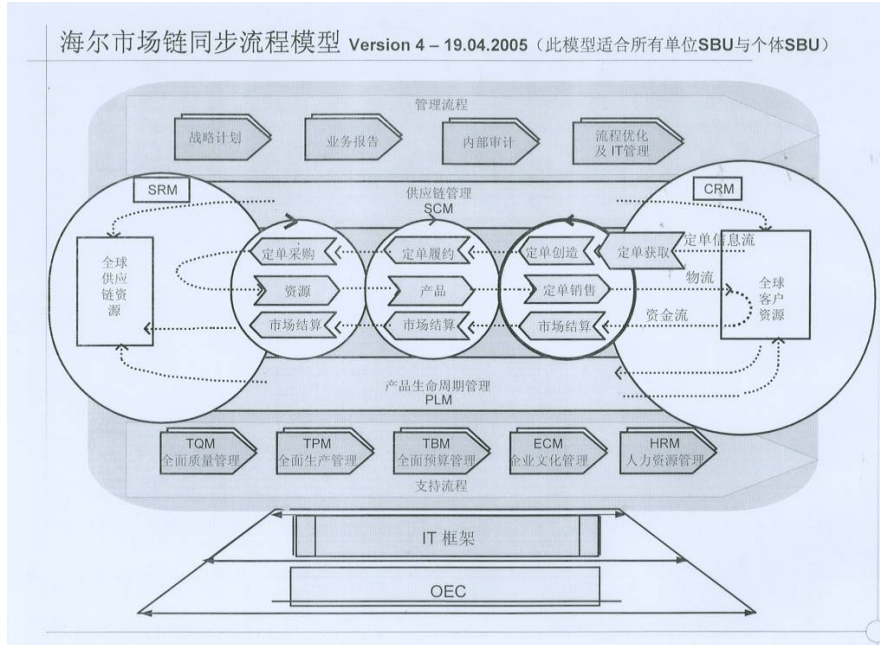 海尔市场链同步流程模型 Version 4 – 19.04.2005（此模型适合所有单位SBU与个体SBU）
管理流程
战略计划
业务报告
内部审计
流程优化
及 IT管理
SRM
供应链管理
SCM
CRM
定单采购
定单履约
定单创造
定单获取
定单信息流
全球
供应
链资
源
资源
产品
定单销售
物流
全球
客户
资源
市场结算
市场结算
市场结算
资金流
产品生命周期管理
PLM
TQM
全面质量管理
TPM
全面生产管理
TBM
全面预算管理
ECM
企业文化管理
HRM
人力资源管理
支持流程
IT 框架
OEC